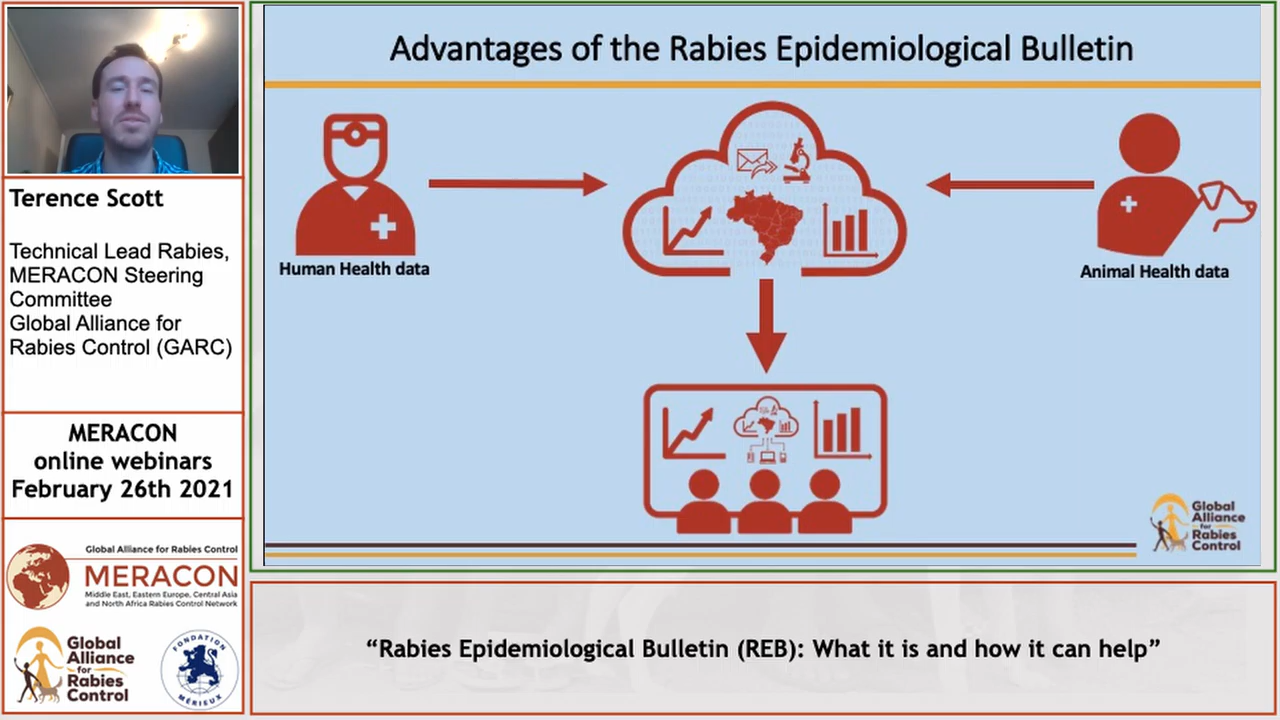 Terence Scott
Technical Lead Rabies,
MERACON Steering
Committee
Global Alliance for
Rabies Control (GARC)
MERACON
online webinars
February 26th 2021
Global Alliance for Rabies Control
MERACON
Middle East, Eastern Europe, Central Asia
and North Africa Rabies Control Network
Global
Alliance
for
Rabies
Control
FONDATION
MÉRIEUX
Advantages of the Rabies Epidemiological Bulletin
Human Health data
Animal Health data
Global
Alliance
for
Rabies
Control
“Rabies Epidemiological Bulletin (REB): What it is and how it can help”